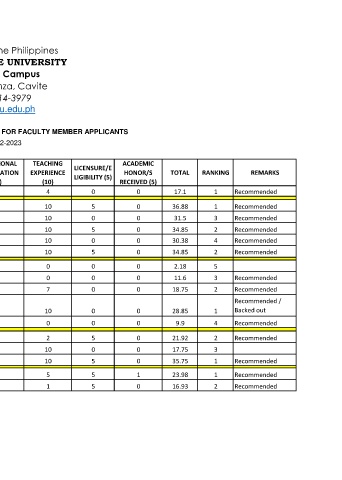 ne Philippines
E UNIVERSITY
Campus
nza, Cavite
14-3979
u.edu.ph
FOR FACULTY MEMBER APPLICANTS
2-2023
ONAL TEACHING LICENSURE/E ACADEMIC TOTAL RANKING REMARKS
ATION EXPERIENCE LIGIBILITY (5) HONOR/S
) (10) RECEIVED (5)
4 0 0 17.1 1 Recommended
10 5 0 36.88 1 Recommended
10 0 0 31.5 3 Recommended
10 5 0 34.85 2 Recommended
10 0 0 30.38 4 Recommended
10 5 0 34.85 2 Recommended
0 0 0 2.18 5
0 0 0 11.6 3 Recommended
7 0 0 18.75 2 Recommended
10 0 0 28.85 1 Recommended / Backed out
0 0 0 9.9 4 Recommended
2 5 0 21.92 2 Recommended
10 0 0 17.75 3
10 5 0 35.75 1 Recommended
5 5 1 23.98 1 Recommended
1 5 0 16.93 2 Recommended